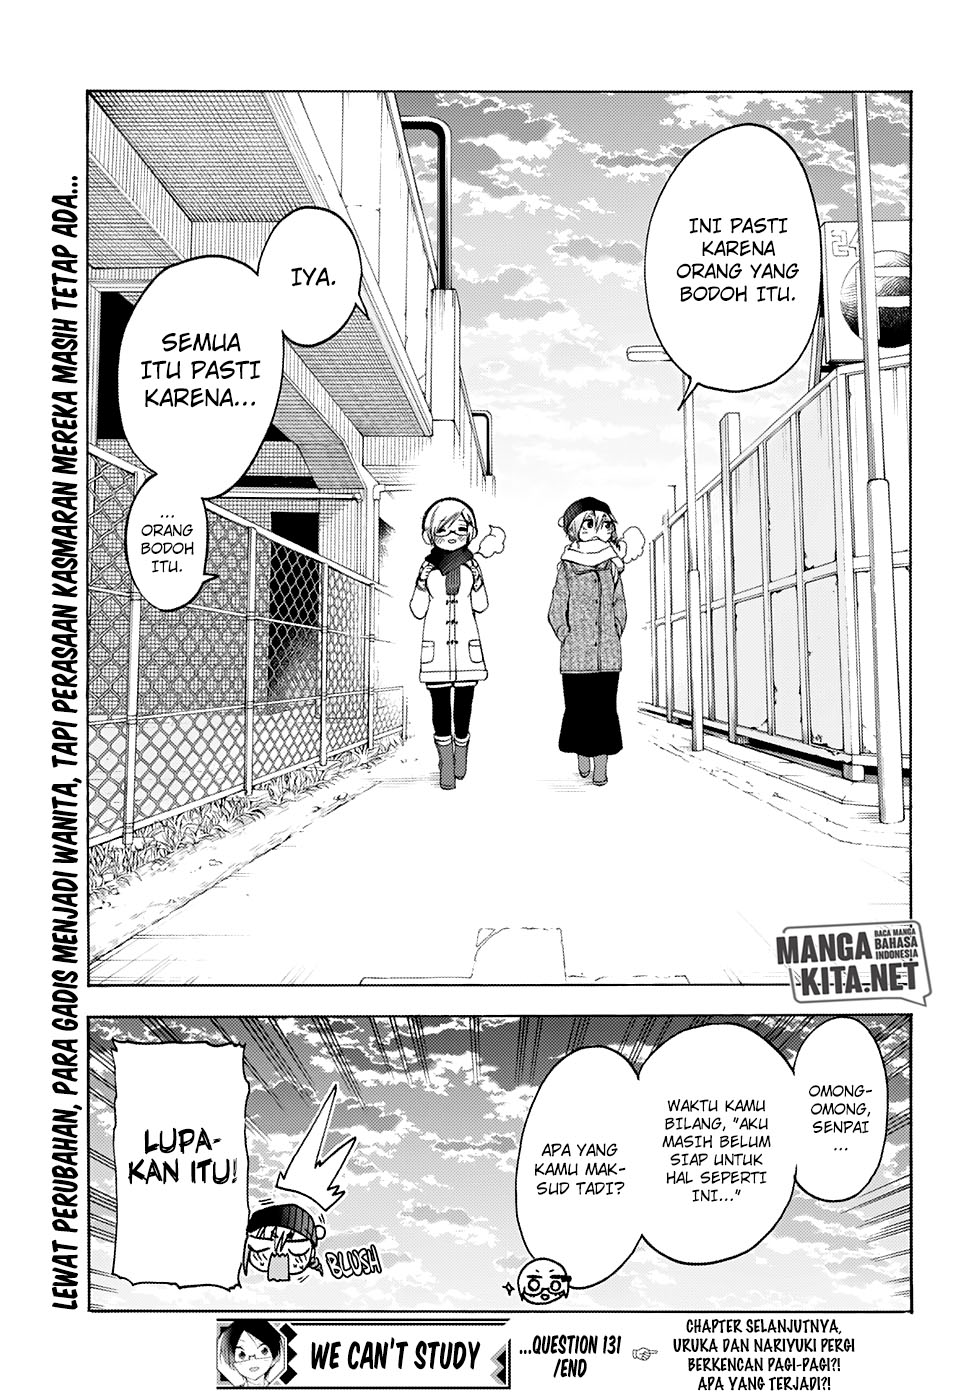 INI PASTI
KARENA
ORANG YANG
BODOH ITU.
IYA.
SEMUA
ITU PASTI
KARENA...
...
ORANG
BODOH
ITU.
24
LEWAT PERUBAHAN, PARA GADIS MENJADI WANITA, TAPI PERASAAN KASMARAN MEREKA MASIH TETAP ADA...
MANGA
BACA MANGA
BAHASA
INDONESIA
KITA.NET
OMONG-
OMONG,
SENPAI
...
WAKTU KAMU
BILANG, "AKU
MASIH BELUM
SIAP UNTUK
HAL SEPERTI
INI..."
APA YANG
KAMU MAK-
SUD TADI?
LUPA-
KAN ITU!
BLUSH
WE CAN'T STUDY
...QUESTION 131
/END
CHAPTER SELANJUTNYA,
URUKA DAN NARIYUKI PERGI
BERKENCAN PAGI-PAGI?!
APA YANG TERJADI?!